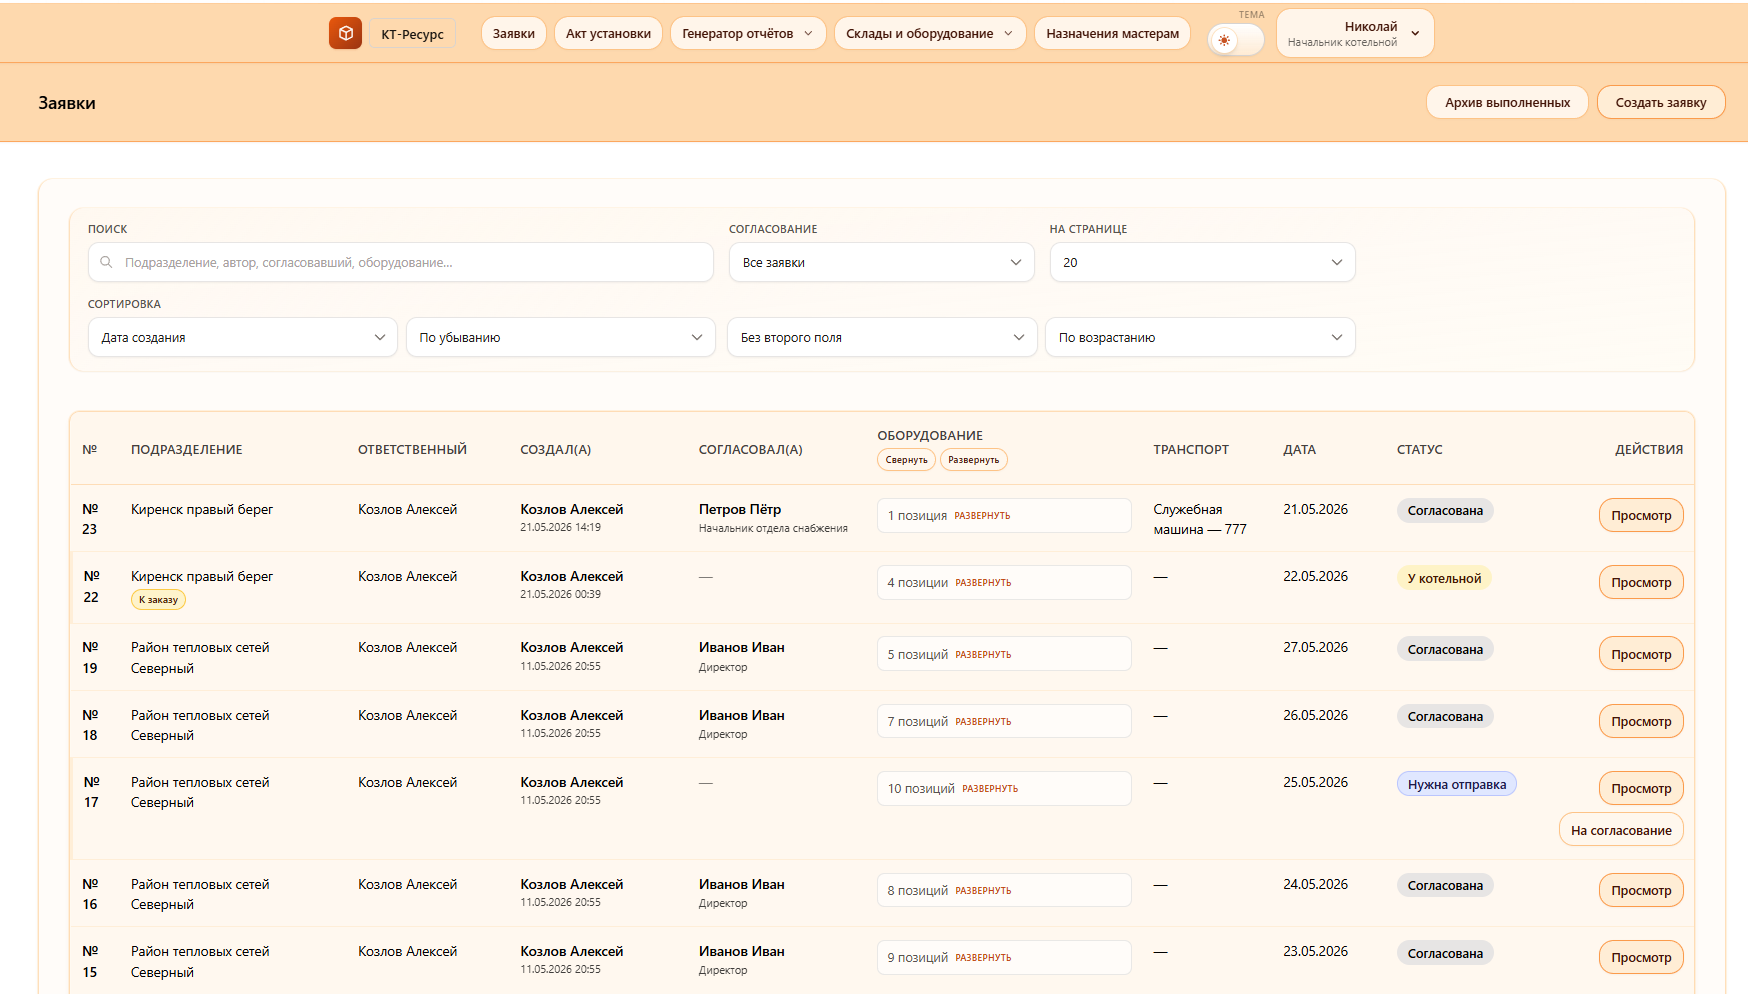 КТ-Ресурс
Заявки
Акт установки
Генератор отчётов
Склады и оборудование
Назначения мастерам
ТЕМА
Николай
Начальник котельной
Заявки
Архив выполненных
Создать заявку
ПОИСК
СОГЛАСОВАНИЕ
НА СТРАНИЦЕ
Подразделение, автор, согласовавший, оборудование...
Все заявки
20
СОРТИРОВКА
Дата создания
По убыванию
Без второго поля
По возрастанию
№
ПОДРАЗДЕЛЕНИЕ
ОТВЕТСТВЕННЫЙ
СОЗДАЛ(А)
СОГЛАСОВАЛ(А)
ОБОРУДОВАНИЕ
Свернуть
Развернуть
ТРАНСПОРТ
ДАТА
СТАТУС
ДЕЙСТВИЯ
№
23
Киренск правый берег
Козлов Алексей
Козлов Алексей
21.05.2026 14:19
Петров Пётр
Начальник отдела снабжения
1 позиция РАЗВЕРНУТЬ
Служебная
машина — 777
21.05.2026
Согласована
Просмотр
№
22
Киренск правый берег
К заказу
Козлов Алексей
Козлов Алексей
21.05.2026 00:39
—
4 позиции РАЗВЕРНУТЬ
—
22.05.2026
У котельной
Просмотр
№
19
Район тепловых сетей
Северный
Козлов Алексей
Козлов Алексей
11.05.2026 20:55
Иванов Иван
Директор
5 позиций РАЗВЕРНУТЬ
—
27.05.2026
Согласована
Просмотр
№
18
Район тепловых сетей
Северный
Козлов Алексей
Козлов Алексей
11.05.2026 20:55
Иванов Иван
Директор
7 позиций РАЗВЕРНУТЬ
—
26.05.2026
Согласована
Просмотр
№
17
Район тепловых сетей
Северный
Козлов Алексей
Козлов Алексей
11.05.2026 20:55
—
10 позиций РАЗВЕРНУТЬ
—
25.05.2026
Нужна отправка
Просмотр
На согласование
№
16
Район тепловых сетей
Северный
Козлов Алексей
Козлов Алексей
11.05.2026 20:55
Иванов Иван
Директор
8 позиций РАЗВЕРНУТЬ
—
24.05.2026
Согласована
Просмотр
№
15
Район тепловых сетей
Северный
Козлов Алексей
Козлов Алексей
11.05.2026 20:55
Иванов Иван
Директор
9 позиций РАЗВЕРНУТЬ
—
23.05.2026
Согласована
Просмотр